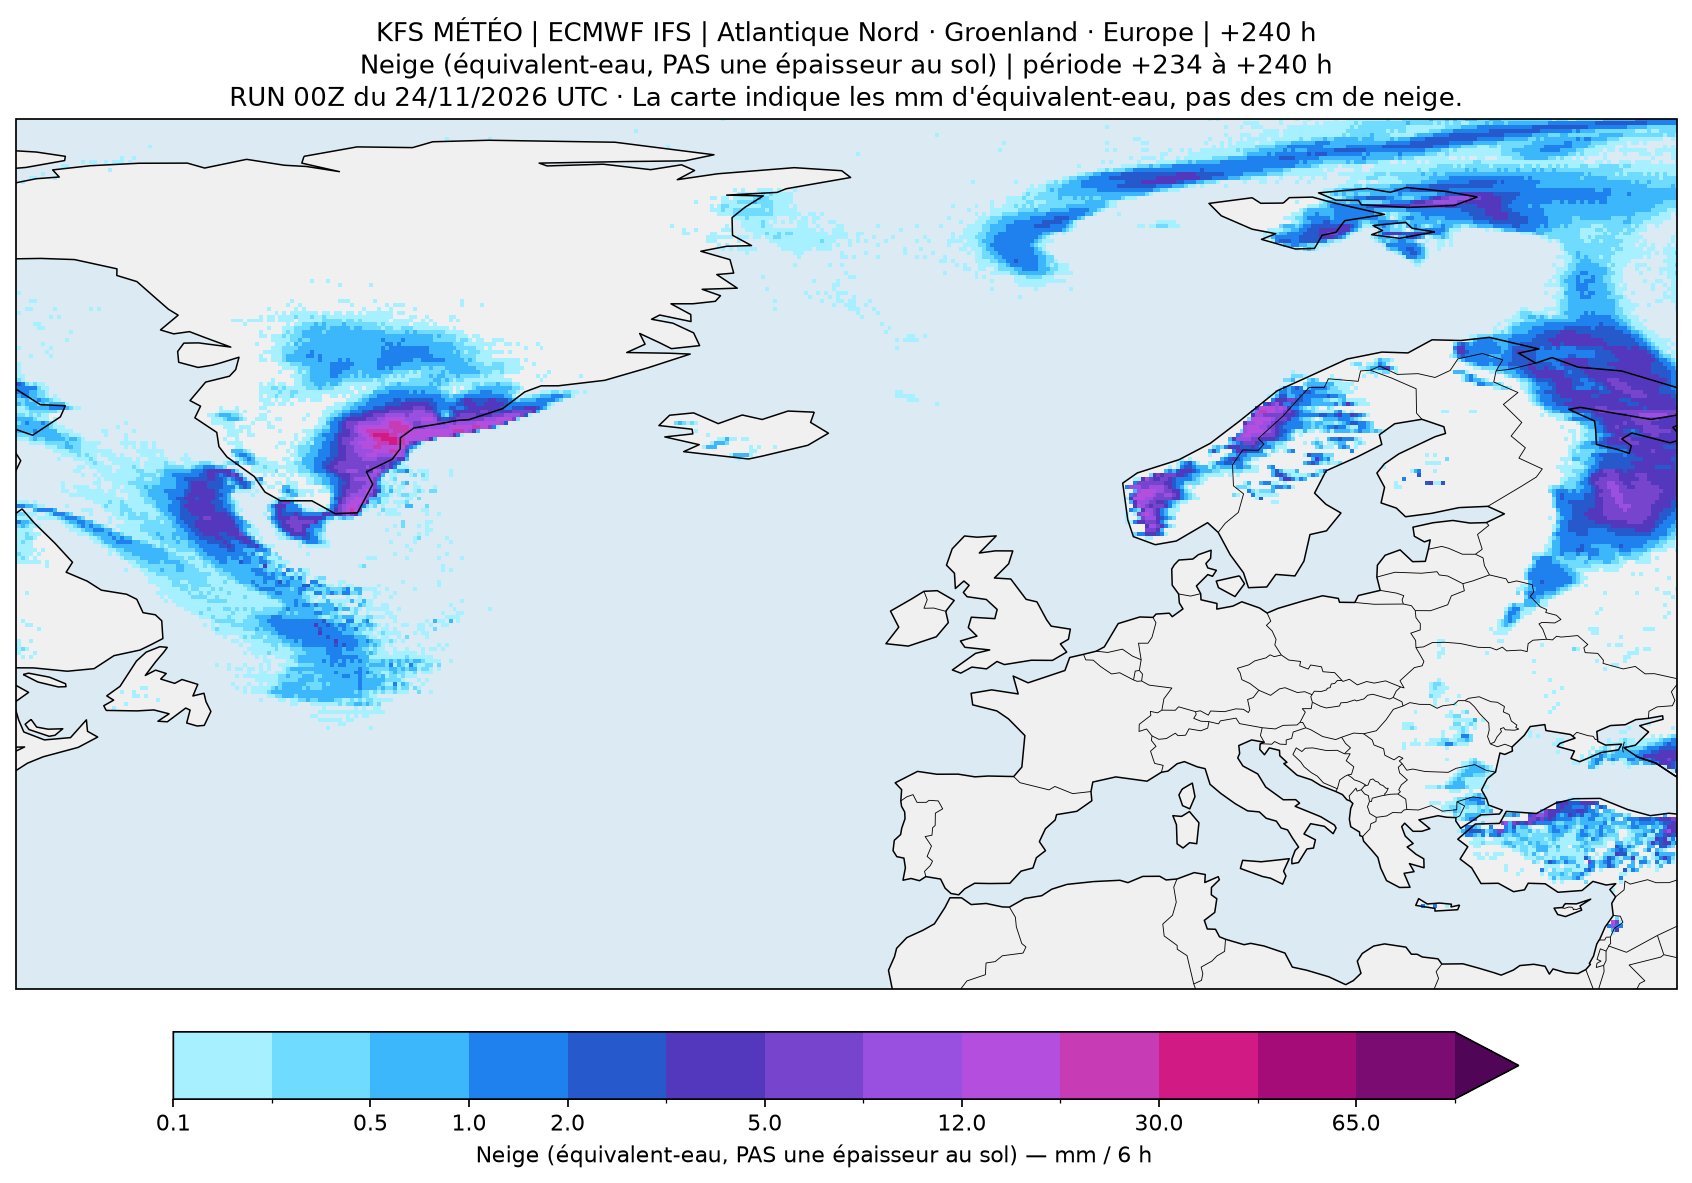 KFS MÉTÉO | ECMWF IFS | Atlantique Nord · Groenland · Europe | +240 h
Neige (équivalent-eau, PAS une épaisseur au sol) | période +234 à +240 h
RUN 00Z du 24/11/2026 UTC · La carte indique les mm d'équivalent-eau, pas des cm de neige.
0.1 0.5 1.0 2.0 5.0 12.0 30.0 65.0
Neige (équivalent-eau, PAS une épaisseur au sol) — mm / 6 h